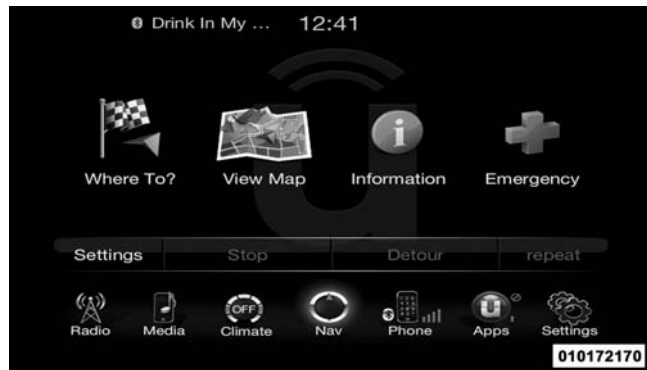 Drink In My ... 12:41
Where To? View Map Information Emergency
Settings Stop Detour repeat
OFF
Radio Media Climate Nav Phone Apps Settings
010172170